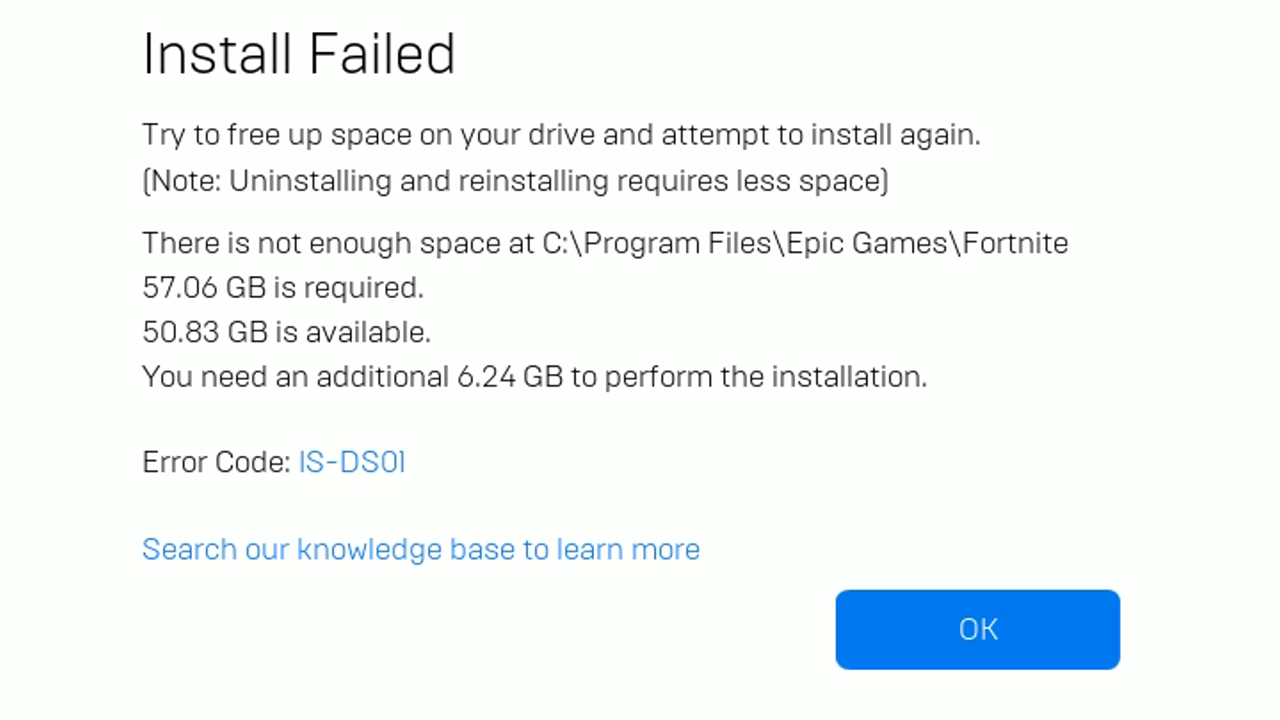 Install Failed
Try to free up space on your drive and attempt to install again.
(Note: Uninstalling and reinstalling requires less space)
There is not enough space at C:\Program Files\Epic Games\Fortnite
57.06 GB is required.
50.83 GB is available.
You need an additional 6.24 GB to perform the installation.
Error Code: IS-DS01
Search our knowledge base to learn more
OK